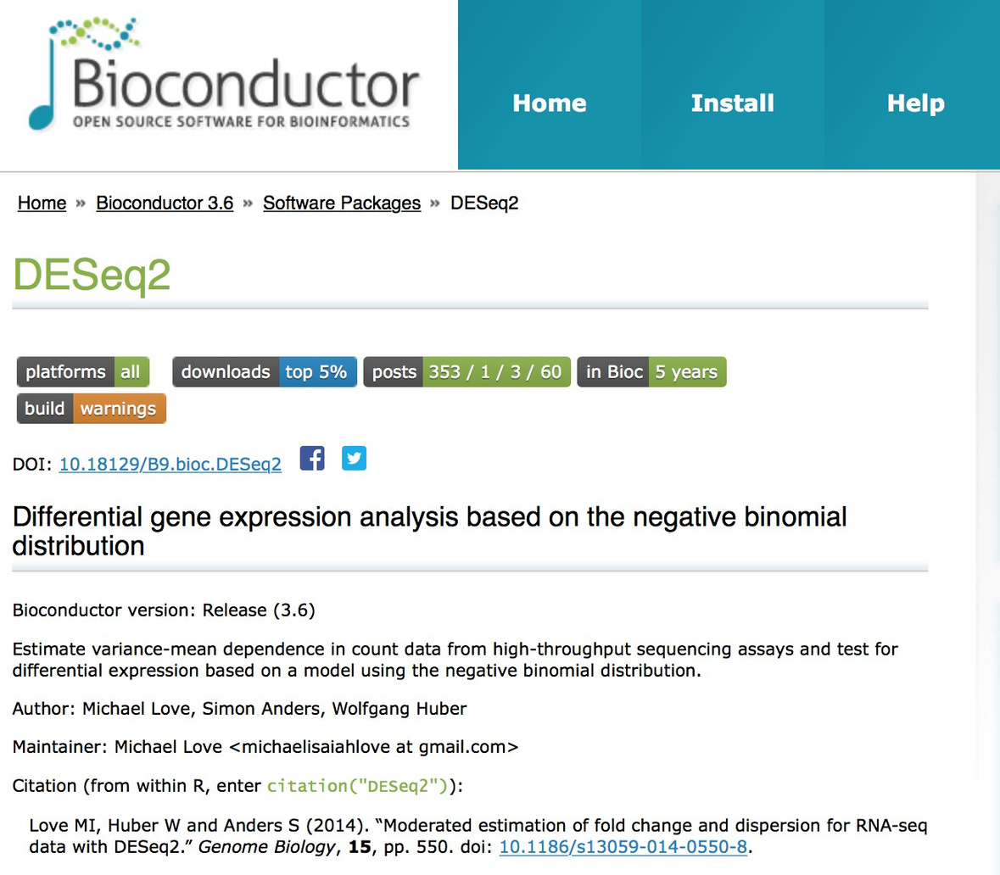 Bioconductor
OPEN SOURCE SOFTWARE FOR BIOINFORMATICS
Home
Install
Help
Home » Bioconductor 3.6 » Software Packages » DESeq2
DESeq2
platforms all downloads top 5% posts 353 / 1 / 3 / 60 in Bioc 5 years
build warnings
DOI: 10.18129/B9.bioc.DESeq2
Differential gene expression analysis based on the negative binomial
distribution
Bioconductor version: Release (3.6)
Estimate variance-mean dependence in count data from high-throughput sequencing assays and test for
differential expression based on a model using the negative binomial distribution.
Author: Michael Love, Simon Anders, Wolfgang Huber
Maintainer: Michael Love <michaelisaiahlove at gmail.com>
Citation (from within R, enter citation("DESeq2")):
Love MI, Huber W and Anders S (2014). “Moderated estimation of fold change and dispersion for RNA-seq
data with DESeq2.” Genome Biology, 15, pp. 550. doi: 10.1186/s13059-014-0550-8.